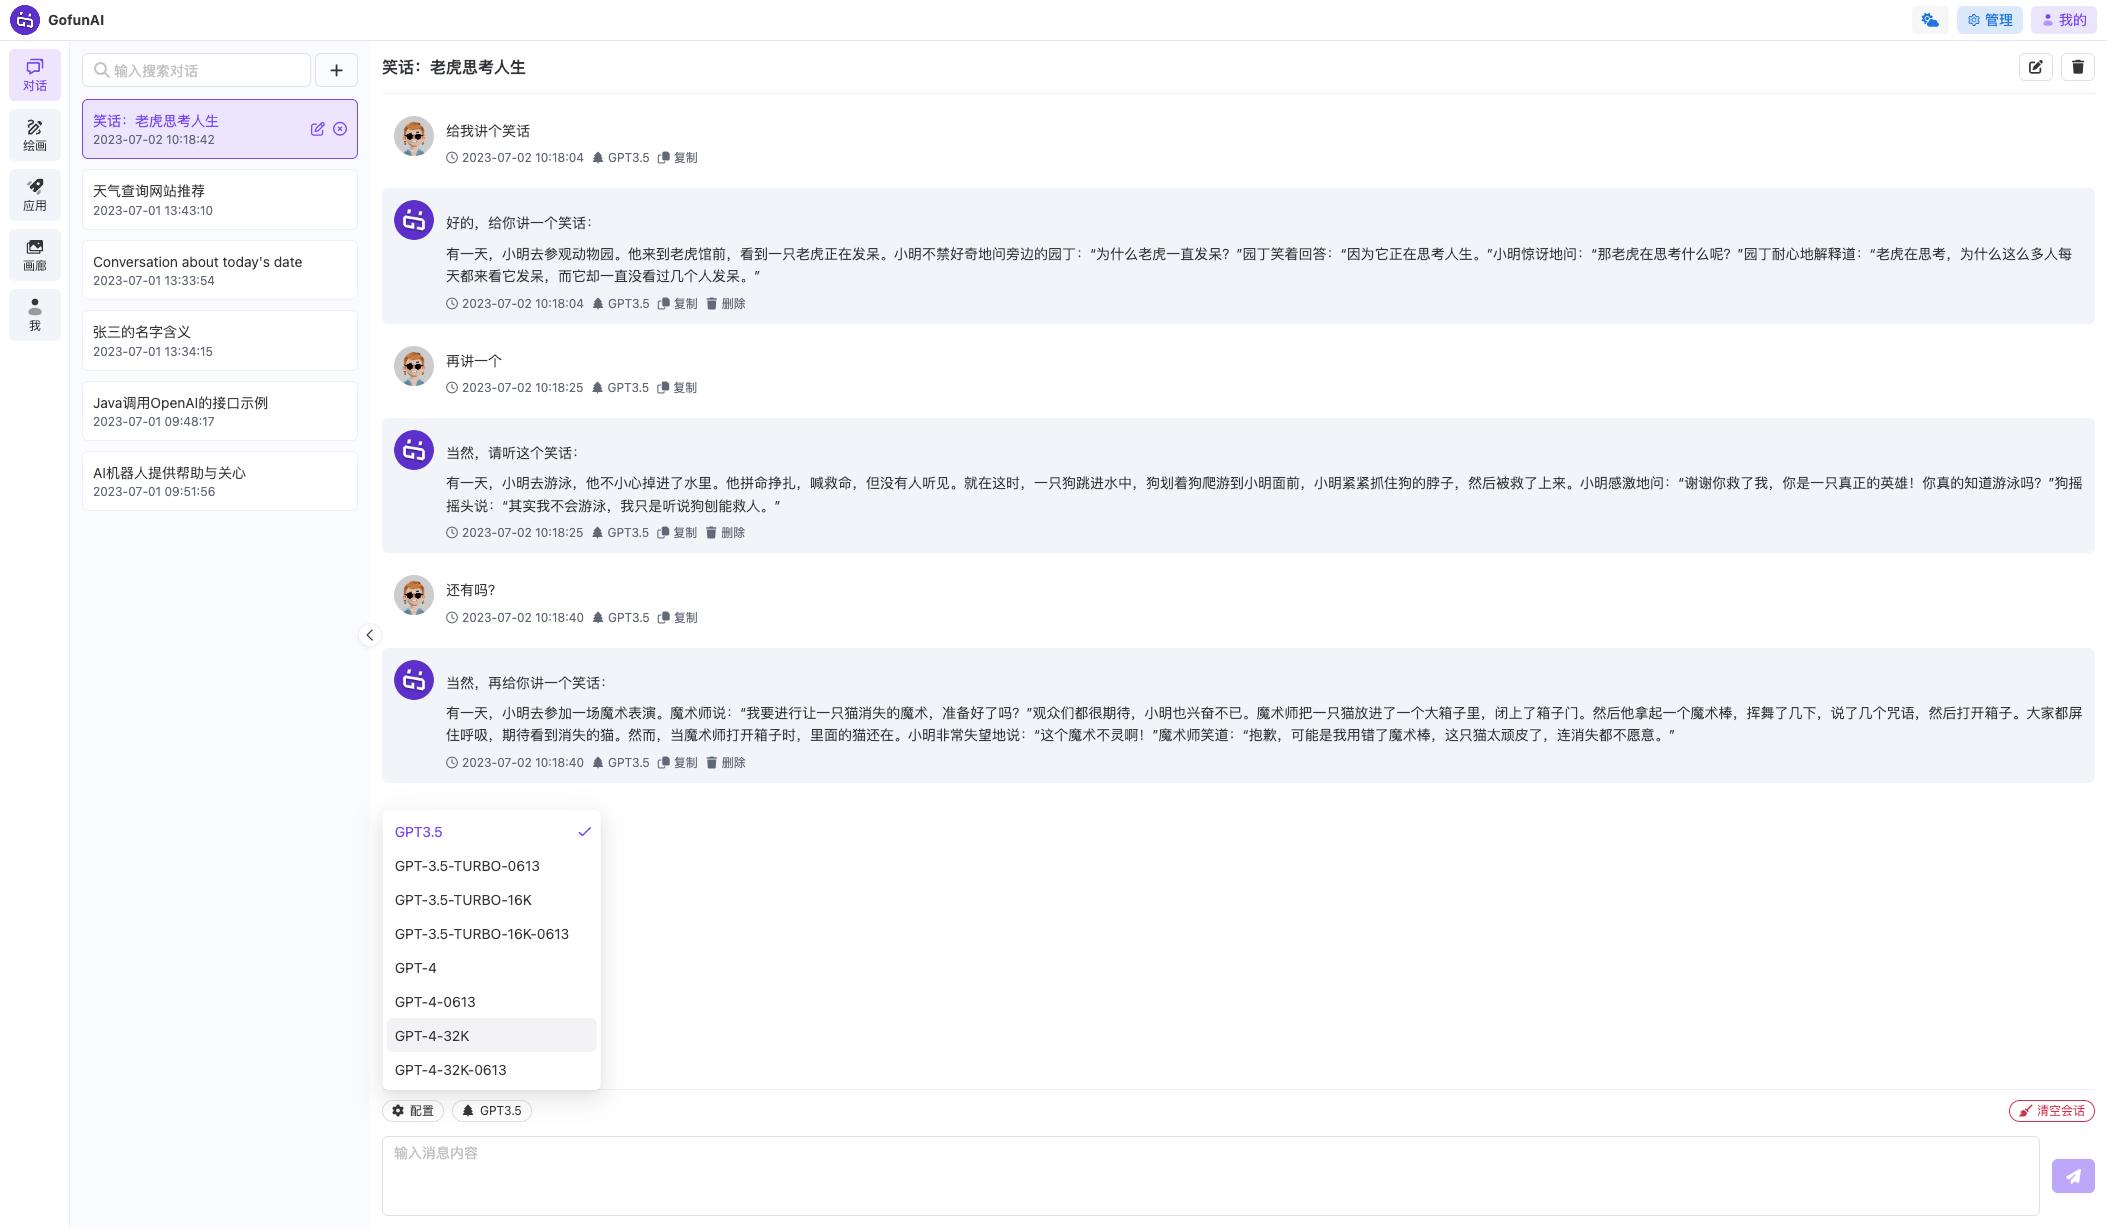 GofunAI
管理
我的
对话
绘画
应用
画廊
我
输入搜索对话
笑话：老虎思考人生
2023-07-02 10:18:42
天气查询网站推荐
2023-07-01 13:43:10
Conversation about today's date
2023-07-01 13:33:54
张三的名字含义
2023-07-01 13:34:15
Java调用OpenAI的接口示例
2023-07-01 09:48:17
AI机器人提供帮助与关心
2023-07-01 09:51:56
笑话：老虎思考人生
给我讲个笑话
2023-07-02 10:18:04 GPT3.5 复制
好的，给你讲一个笑话：
有一天，小明去参观动物园。他来到老虎馆前，看到一只老虎正在发呆。小明不禁好奇地问旁边的园丁：“为什么老虎一直发呆？”园丁笑着回答：“因为它正在思考人生。”小明惊讶地问：“那老虎在思考什么呢？”园丁耐心地解释道：“老虎在思考，为什么这么多人每
天都来看它发呆，而它却一直没看过几个人发呆。”
2023-07-02 10:18:04 GPT3.5 复制 删除
再讲一个
2023-07-02 10:18:25 GPT3.5 复制
当然，请听这个笑话：
有一天，小明去游泳，他不小心掉进了水里。他拼命挣扎，喊救命，但没有人听见。就在这时，一只狗跳进水中，狗划着狗爬游到小明面前，小明紧紧抓住狗的脖子，然后被救了上来。小明感激地问：“谢谢你救了我，你是一只真正的英雄！你真的知道游泳吗？”狗摇
摇头说：“其实我不会游泳，我只是听说狗刨能救人。”
2023-07-02 10:18:25 GPT3.5 复制 删除
还有吗?
2023-07-02 10:18:40 GPT3.5 复制
当然，再给你讲一个笑话：
有一天，小明去参加一场魔术表演。魔术师说：“我要进行让一只猫消失的魔术，准备好了吗？”观众们都很期待，小明也兴奋不已。魔术师把一只猫放进了一个大箱子里，闭上了箱子门。然后他拿起一个魔术棒，挥舞了几下，说了几个咒语，然后打开箱子。大家都屏
住呼吸，期待看到消失的猫。然而，当魔术师打开箱子时，里面的猫还在。小明非常失望地说：“这个魔术不灵啊！”魔术师笑道：“抱歉，可能是我用错了魔术棒，这只猫太顽皮了，连消失都不愿意。”
2023-07-02 10:18:40 GPT3.5 复制 删除
GPT3.5
GPT-3.5-TURBO-0613
GPT-3.5-TURBO-16K
GPT-3.5-TURBO-16K-0613
GPT-4
GPT-4-0613
GPT-4-32K
GPT-4-32K-0613
配置
GPT3.5
清空会话
输入消息内容